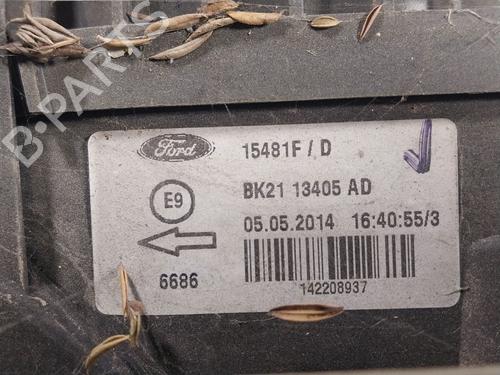 B-PARTS
Ford
15481F / D
BK21 13405 AD
E9
05.05.2014 16:40:55/3
6686
142208937